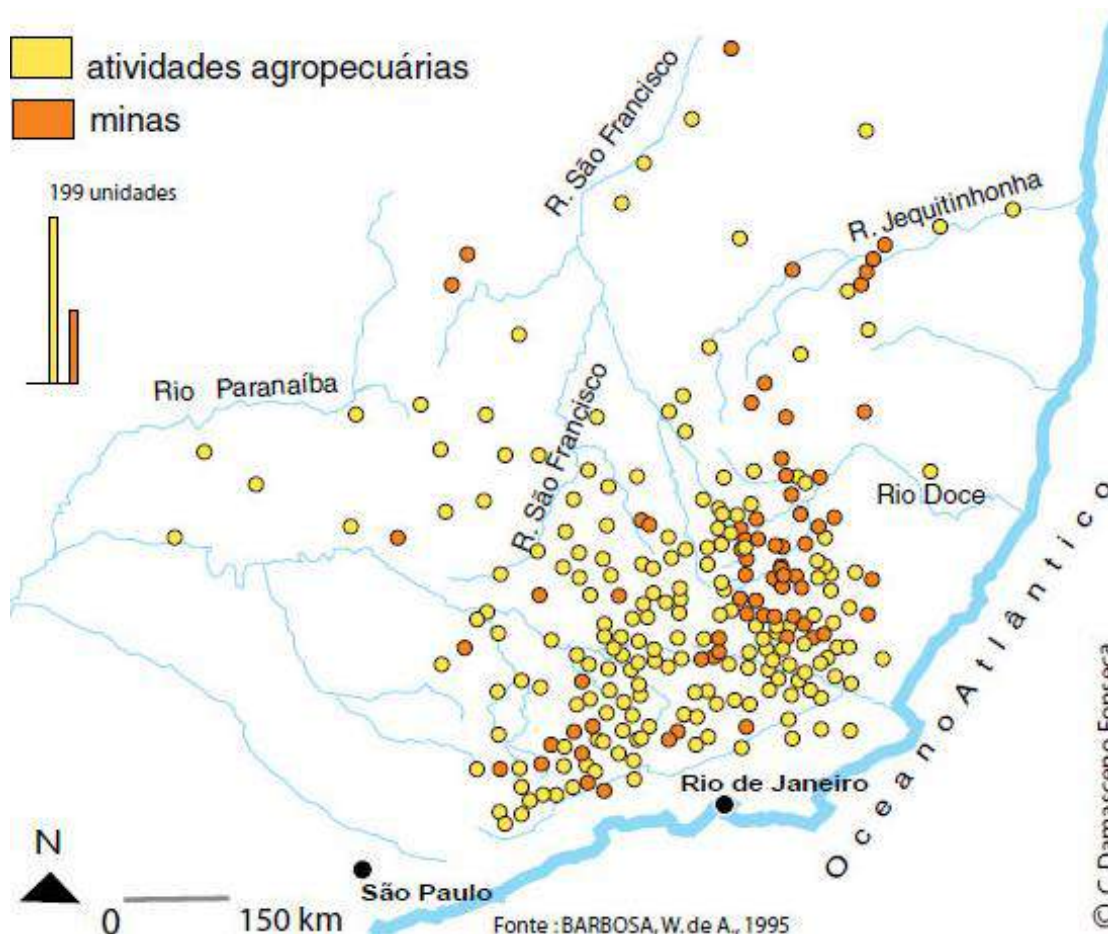 atividades agropecuárias
minas
199 unidades
R. São Francisco
R. Jequitinhonha
Rio Paranaíba
R. São Francisco
Rio Doce
Oceano Atlântico
Rio de Janeiro
São Paulo
N
0 150 km
Fonte : BARBOSA, W. de A., 1995
© C.Damasceno Fonseca